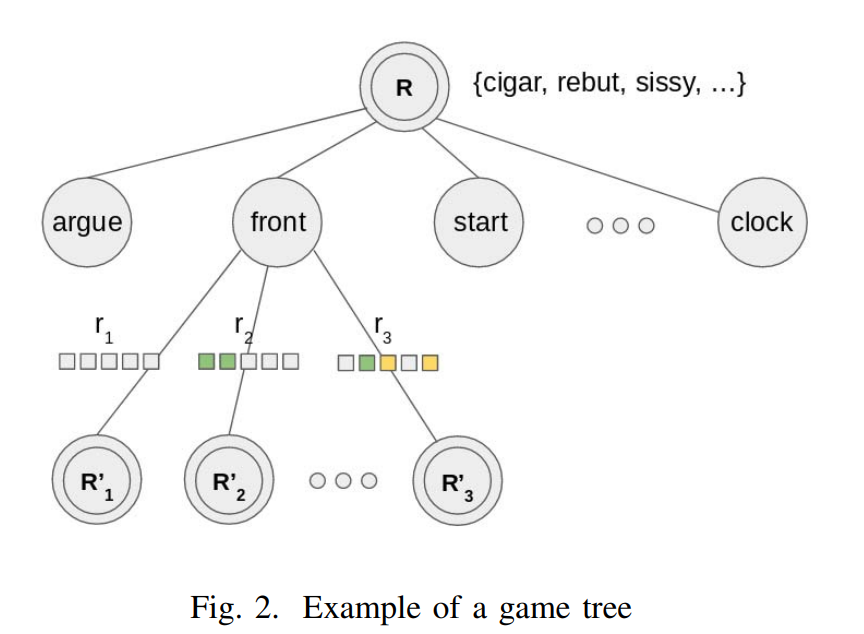 R {cigar, rebut, sissy, ...}
argue front start clock
r1 r2 r3
R'1 R'2 R'3
Fig. 2. Example of a game tree